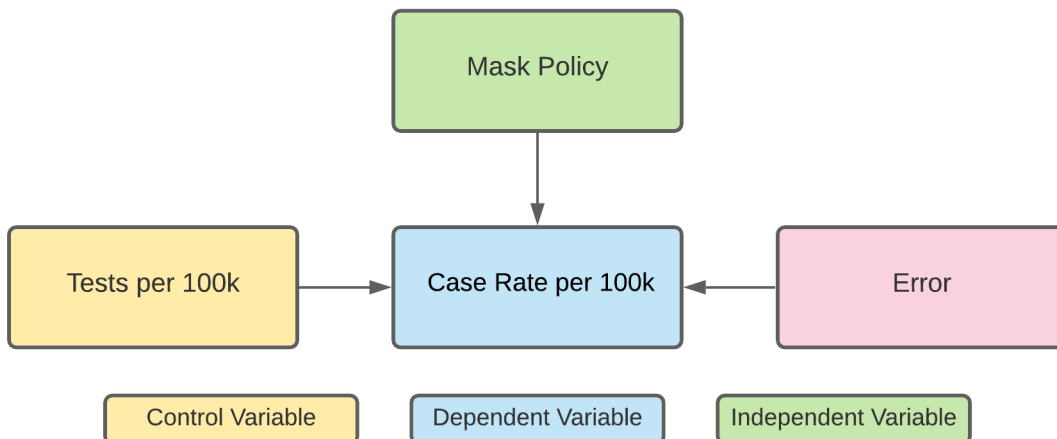 Mask Policy
Tests per 100k
Case Rate per 100k
Error
Control Variable
Dependent Variable
Independent Variable